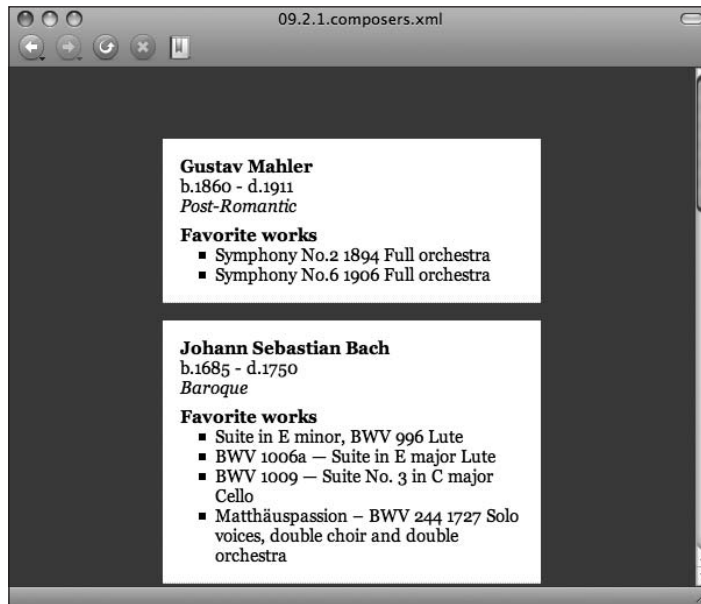 09.2.1.composers.xml
Gustav Mahler
b.1860 - d.1911
Post-Romantic
Favorite works
Symphony No.2 1894 Full orchestra
Symphony No.6 1906 Full orchestra
Johann Sebastian Bach
b.1685 - d.1750
Baroque
Favorite works
Suite in E minor, BWV 996 Lute
BWV 1006a — Suite in E major Lute
BWV 1009 — Suite No. 3 in C major
Cello
Matthäuspassion – BWV 244 1727 Solo
voices, double choir and double
orchestra